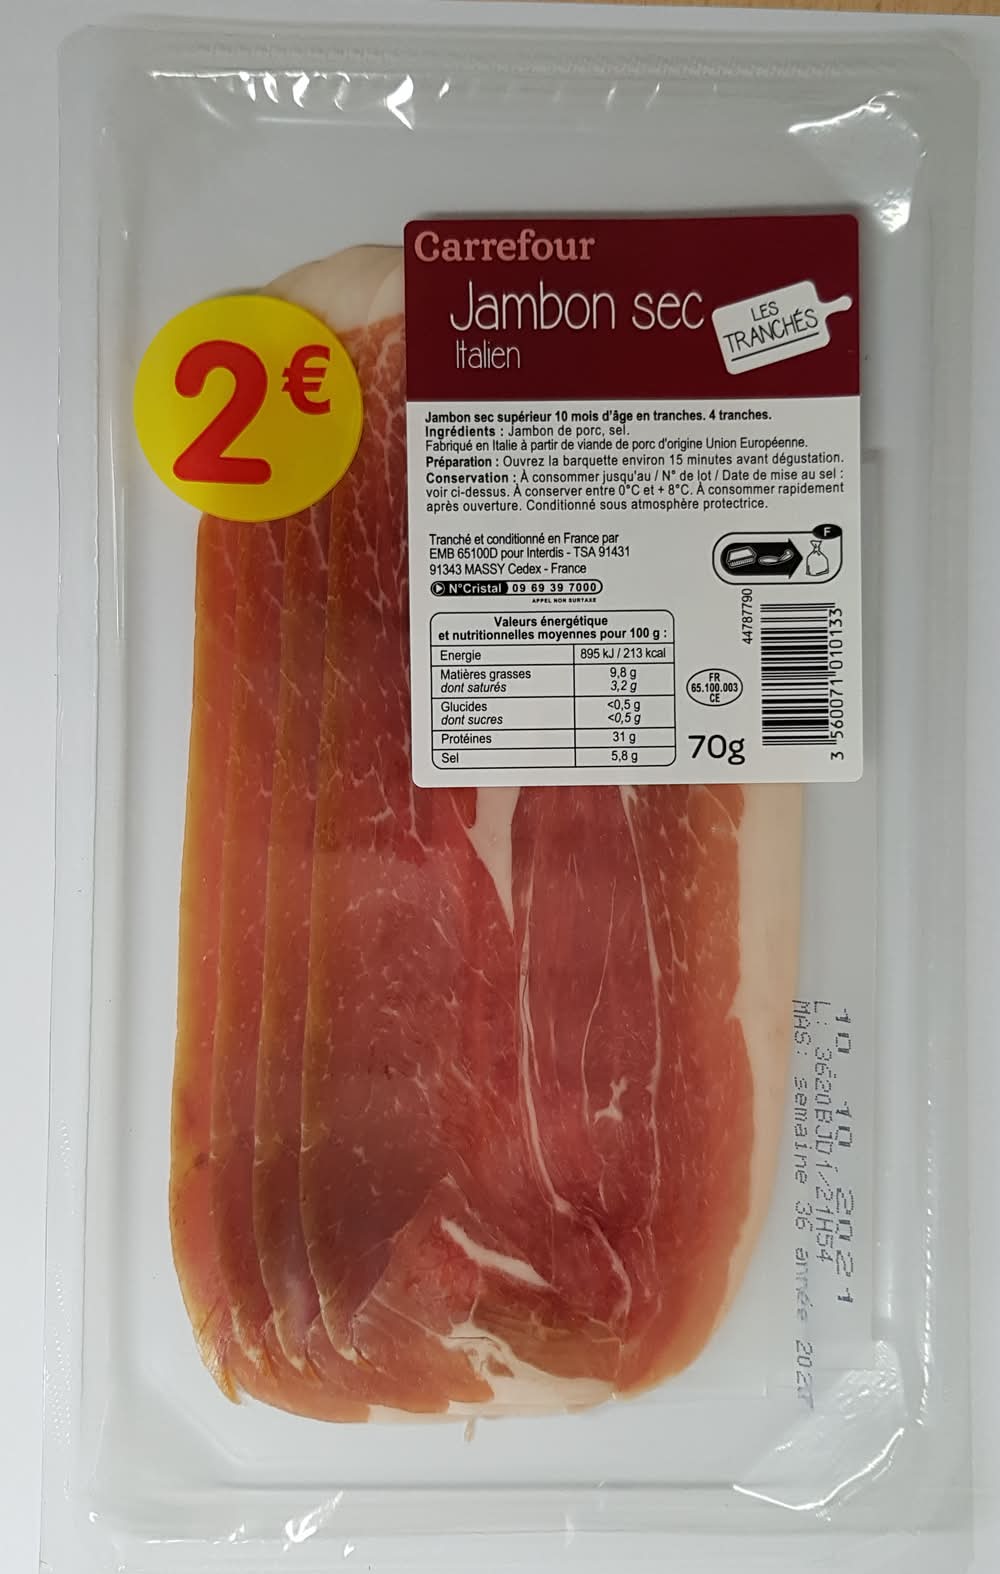 2€
Carrefour
Jambon sec
Italien
LES
TRANCHÉS
Jambon sec supérieur 10 mois d'âge en tranches. 4 tranches.
Ingrédients : Jambon de porc, sel.
Fabriqué en Italie à partir de viande de porc d'origine Union Européenne.
Préparation : Ouvrez la barquette environ 15 minutes avant dégustation.
Conservation : À consommer jusqu'au / N° de lot / Date de mise au sel :
voir ci-dessus. À conserver entre 0°C et + 8°C. À consommer rapidement
après ouverture. Conditionné sous atmosphère protectrice.
Tranché et conditionné en France par
EMB 65100D pour Interdis - TSA 91431
91343 MASSY Cedex - France
N°Cristal 09 69 39 7000
APPEL NON SURTAXE
F
Valeurs énergétique
et nutritionnelles moyennes pour 100 g :
Energie 895 kJ / 213 kcal
Matières grasses 9,8 g
dont saturés 3,2 g
Glucides <0,5 g
dont sucres <0,5 g
Protéines 31 g
Sel 5,8 g
FR
65.100.003
CE
70g
44787790
3 560071 010133
10.10.2021
MAS: semaine 36 année